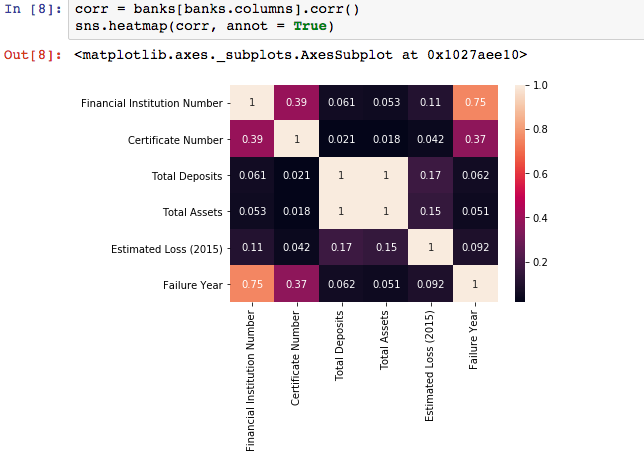 In [8]: corr = banks[banks.columns].corr()
sns.heatmap(corr, annot = True)
Out[8]: <matplotlib.axes._subplots.AxesSubplot at 0x1027aee10>
Financial Institution Number 1 0.39 0.061 0.053 0.11 0.75
Certificate Number 0.39 1 0.021 0.018 0.042 0.37
Total Deposits 0.061 0.021 1 1 0.17 0.062
Total Assets 0.053 0.018 1 1 0.15 0.051
Estimated Loss (2015) 0.11 0.042 0.17 0.15 1 0.092
Failure Year 0.75 0.37 0.062 0.051 0.092 1
Financial Institution Number
Certificate Number
Total Deposits
Total Assets
Estimated Loss (2015)
Failure Year
1.0
0.8
0.6
0.4
0.2